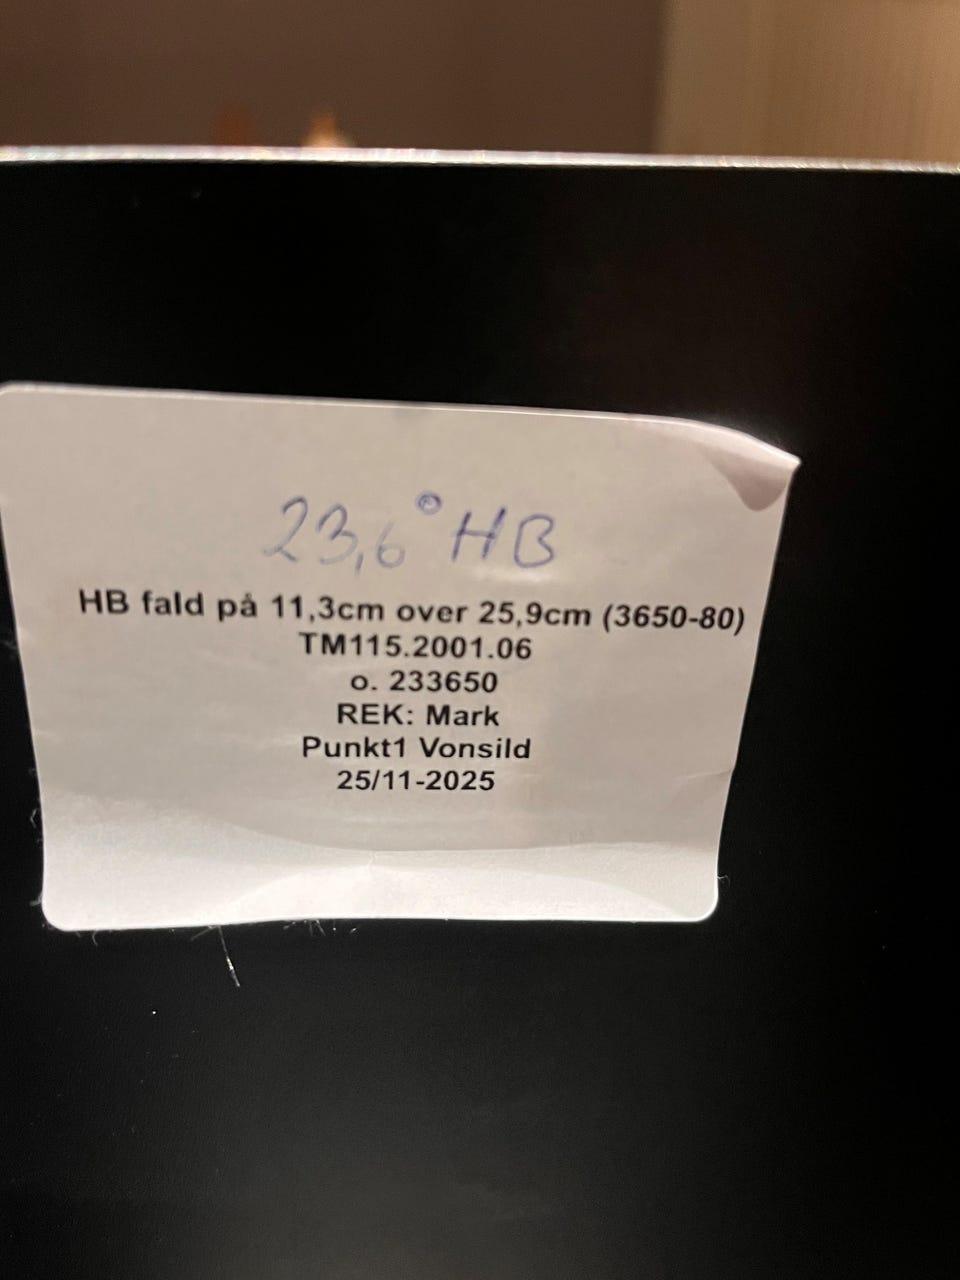 23,6° HB
HB fald på 11,3cm over 25,9cm (3650-80)
TM115.2001.06
o. 233650
REK: Mark
Punkt1 Vonsild
25/11-2025